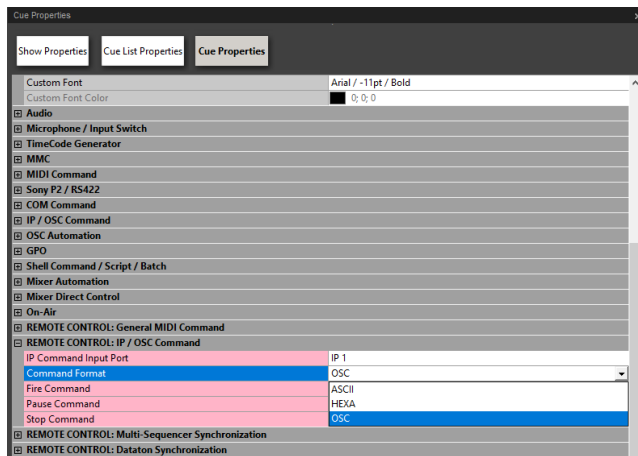 Cue Properties
Show Properties Cue List Properties Cue Properties
Custom Font Arial / -11pt / Bold
Custom Font Color 0; 0; 0
Audio
Microphone / Input Switch
TimeCode Generator
MMC
MIDI Command
Sony P2 / RS422
COM Command
IP / OSC Command
OSC Automation
GPO
Shell Command / Script / Batch
Mixer Automation
Mixer Direct Control
On-Air
REMOTE CONTROL: General MIDI Command
REMOTE CONTROL: IP / OSC Command
IP Command Input Port IP 1
Command Format OSC
Fire Command ASCII
Pause Command HEXA
Stop Command OSC
REMOTE CONTROL: Multi-Sequencer Synchronization
REMOTE CONTROL: Dataton Synchronization